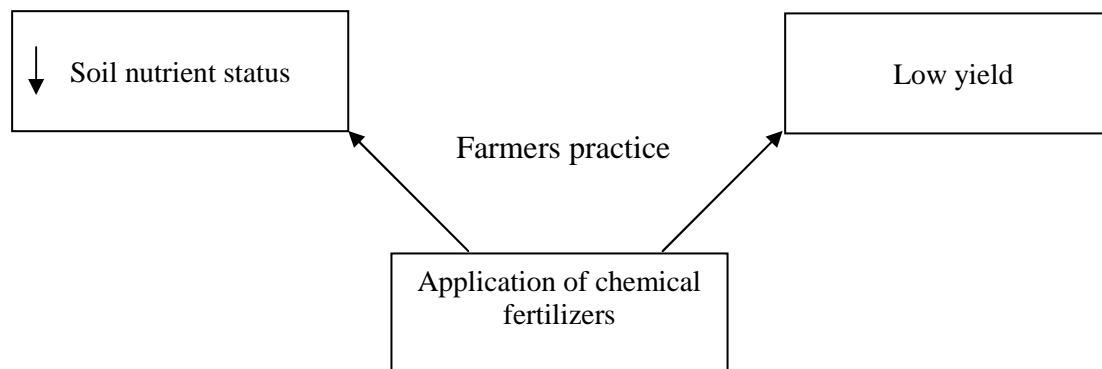 Soil nutrient status
Low yield
Farmers practice
Application of chemical
fertilizers